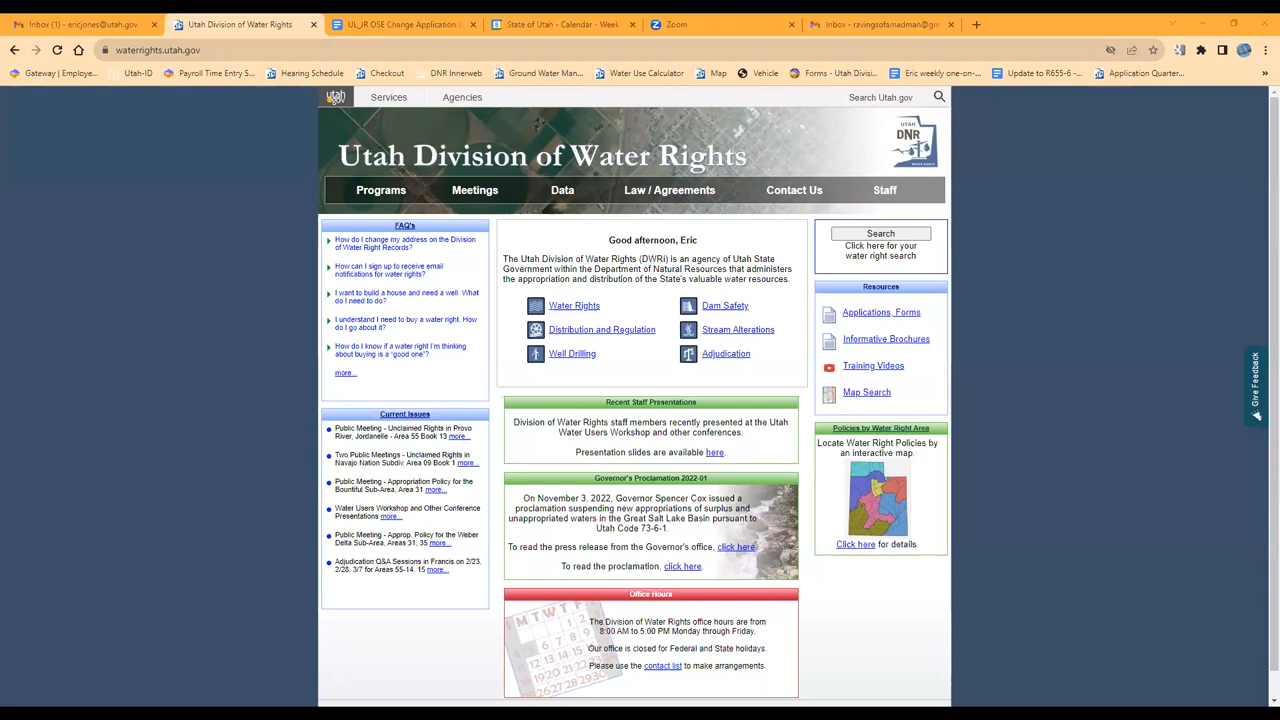 Inbox (1) - encjones@utah.gov
Utah Division of Water Rights
UL_JR OSE Change Application L
State of Utah - Calendar - Week
Zoom
Inbox - ravingsofamadman@gm
waterrights.utah.gov
Gateway | Employe...
Utah-ID
Payroll Time Entry S...
Hearing Schedule
Checkout
DNR Innerweb
Ground Water Man...
Water Use Calculator
Map
Vehicle
Forms - Utah Divisi...
Eric weekly one-on-...
Update to R655-6 -...
Application Quarter...
utah gov
Services
Agencies
Search Utah.gov
Utah Division of Water Rights
UTAH
DNR
WATER RIGHTS
Programs
Meetings
Data
Law / Agreements
Contact Us
Staff
FAQ's
How do I change my address on the Division
of Water Right Records?
How can I sign up to receive email
notifications for water rights?
I want to build a house and need a well. What
do I need to do?
I understand I need to buy a water right. How
do I go about it?
How do I know if a water right I'm thinking
about buying is a "good one"?
more...
Current Issues
Public Meeting - Unclaimed Rights in Provo
River, Jordanelle - Area 55 Book 13 more...
Two Public Meetings - Unclaimed Rights in
Navajo Nation Subdiv, Area 09 Book 1 more...
Public Meeting - Appropriation Policy for the
Bountiful Sub-Area, Area 31 more...
Water Users Workshop and Other Conference
Presentations more...
Public Meeting - Approp. Policy for the Weber
Delta Sub-Area, Areas 31, 35 more...
Adjudication Q&A Sessions in Francis on 2/23,
2/28, 3/7 for Areas 55-14, 15 more...
Good afternoon, Eric
The Utah Division of Water Rights (DWRi) is an agency of Utah State
Government within the Department of Natural Resources that administers
the appropriation and distribution of the State's valuable water resources.
Water Rights
Dam Safety
Distribution and Regulation
Stream Alterations
Well Drilling
Adjudication
Recent Staff Presentations
Division of Water Rights staff members recently presented at the Utah
Water Users Workshop and other conferences.
Presentation slides are available here.
Governor's Proclamation 2022-01
On November 3, 2022, Governor Spencer Cox issued a
proclamation suspending new appropriations of surplus and
unappropriated waters in the Great Salt Lake Basin pursuant to
Utah Code 73-6-1.
To read the press release from the Governor's office, click here.
To read the proclamation, click here.
Office Hours
The Division of Water Rights office hours are from
8:00 AM to 5:00 PM Monday through Friday.
Our office is closed for Federal and State holidays.
Please use the contact list to make arrangements.
Search
Click here for your
water right search
Resources
Applications, Forms
Informative Brochures
Training Videos
Map Search
Policies by Water Right Area
Locate Water Right Policies by
an interactive map.
Click here for details.
Give Feedback